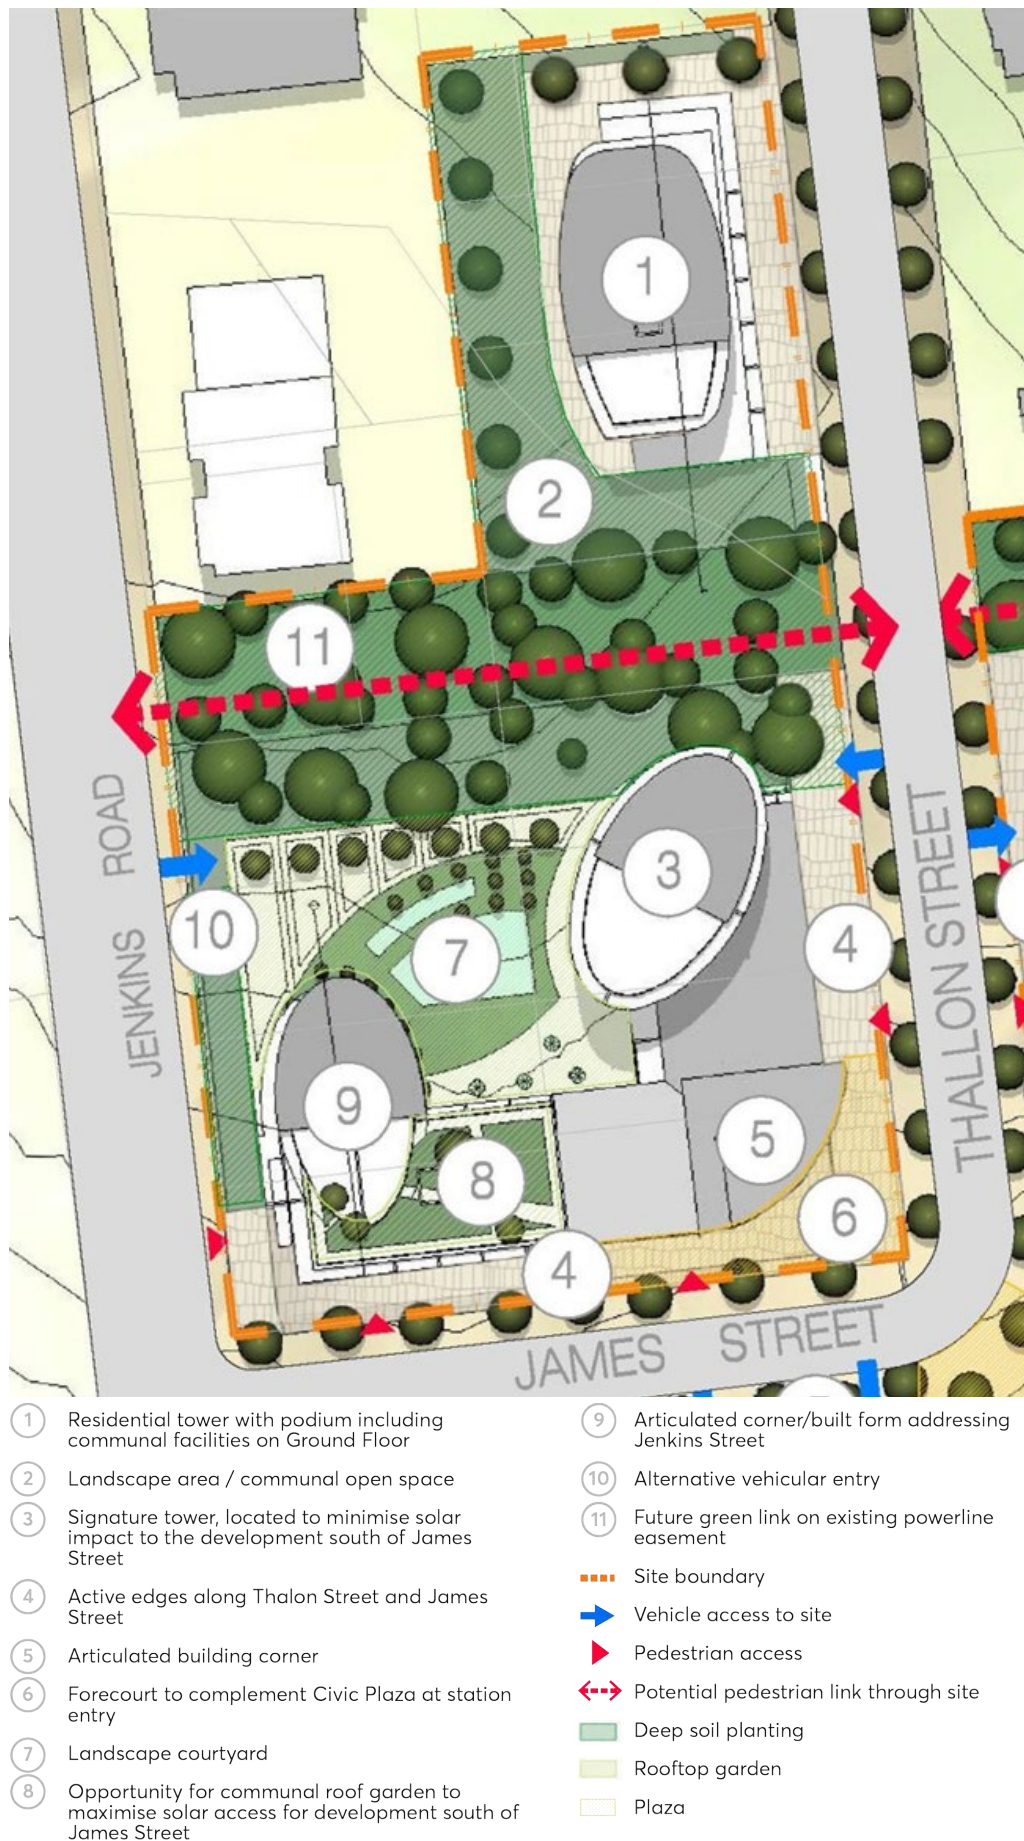 1
2
11
3
10
4
7
9
5
8
6
4
JENKINS ROAD
THALLON STREET
JAMES STREET
1 Residential tower with podium including
communal facilities on Ground Floor
2 Landscape area / communal open space
3 Signature tower, located to minimise solar
impact to the development south of James
Street
4 Active edges along Thalon Street and James
Street
5 Articulated building corner
6 Forecourt to complement Civic Plaza at station
entry
7 Landscape courtyard
8 Opportunity for communal roof garden to
maximise solar access for development south of
James Street
9 Articulated corner/built form addressing
Jenkins Street
10 Alternative vehicular entry
11 Future green link on existing powerline
easement
Site boundary
Vehicle access to site
Pedestrian access
Potential pedestrian link through site
Deep soil planting
Rooftop garden
Plaza